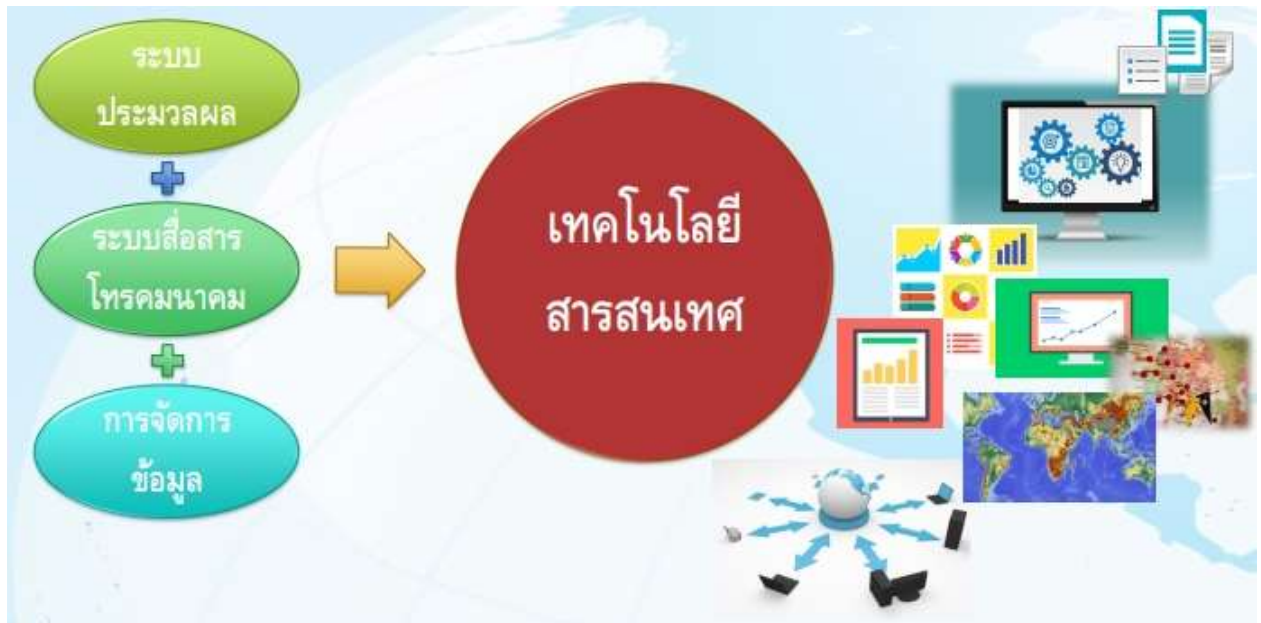 ระบบ
ประมวลผล
ระบบสื่อสาร
โทรคมนาคม
การจัดการ
ข้อมูล
เทคโนโลยี
สารสนเทศ